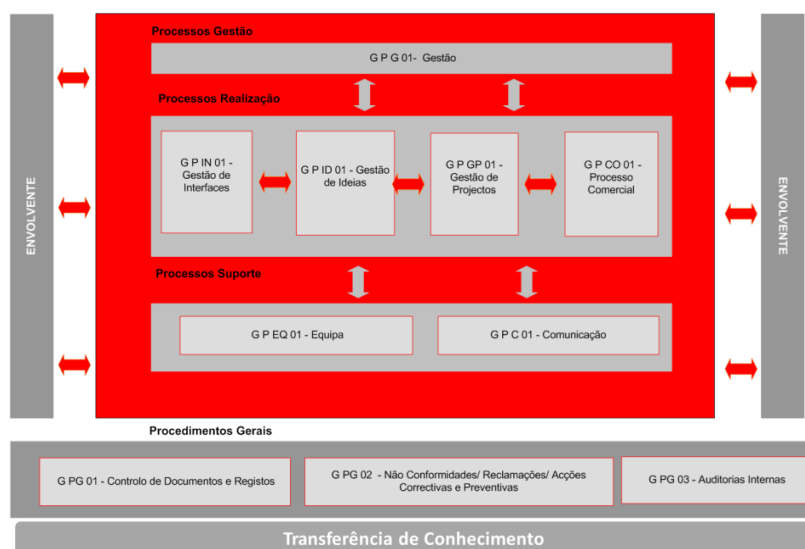 Processos Gestão
G P G 01- Gestão
Processos Realização
G P IN 01 -
Gestão de
Interfaces
G P ID 01 - Gestão
de Ideias
G P GP 01 -
Gestão de
Projectos
G P CO 01 -
Processo
Comercial
ENVOLVENTE
ENVOLVENTE
Processos Suporte
G P EQ 01 - Equipa
G P C 01 - Comunicação
Procedimentos Gerais
G PG 01 - Controlo de Documentos e Registos
G PG 02 - Não Conformidades/ Reclamações/ Acções
Correctivas e Preventivas
G PG 03 - Auditorias Internas
Transferência de Conhecimento